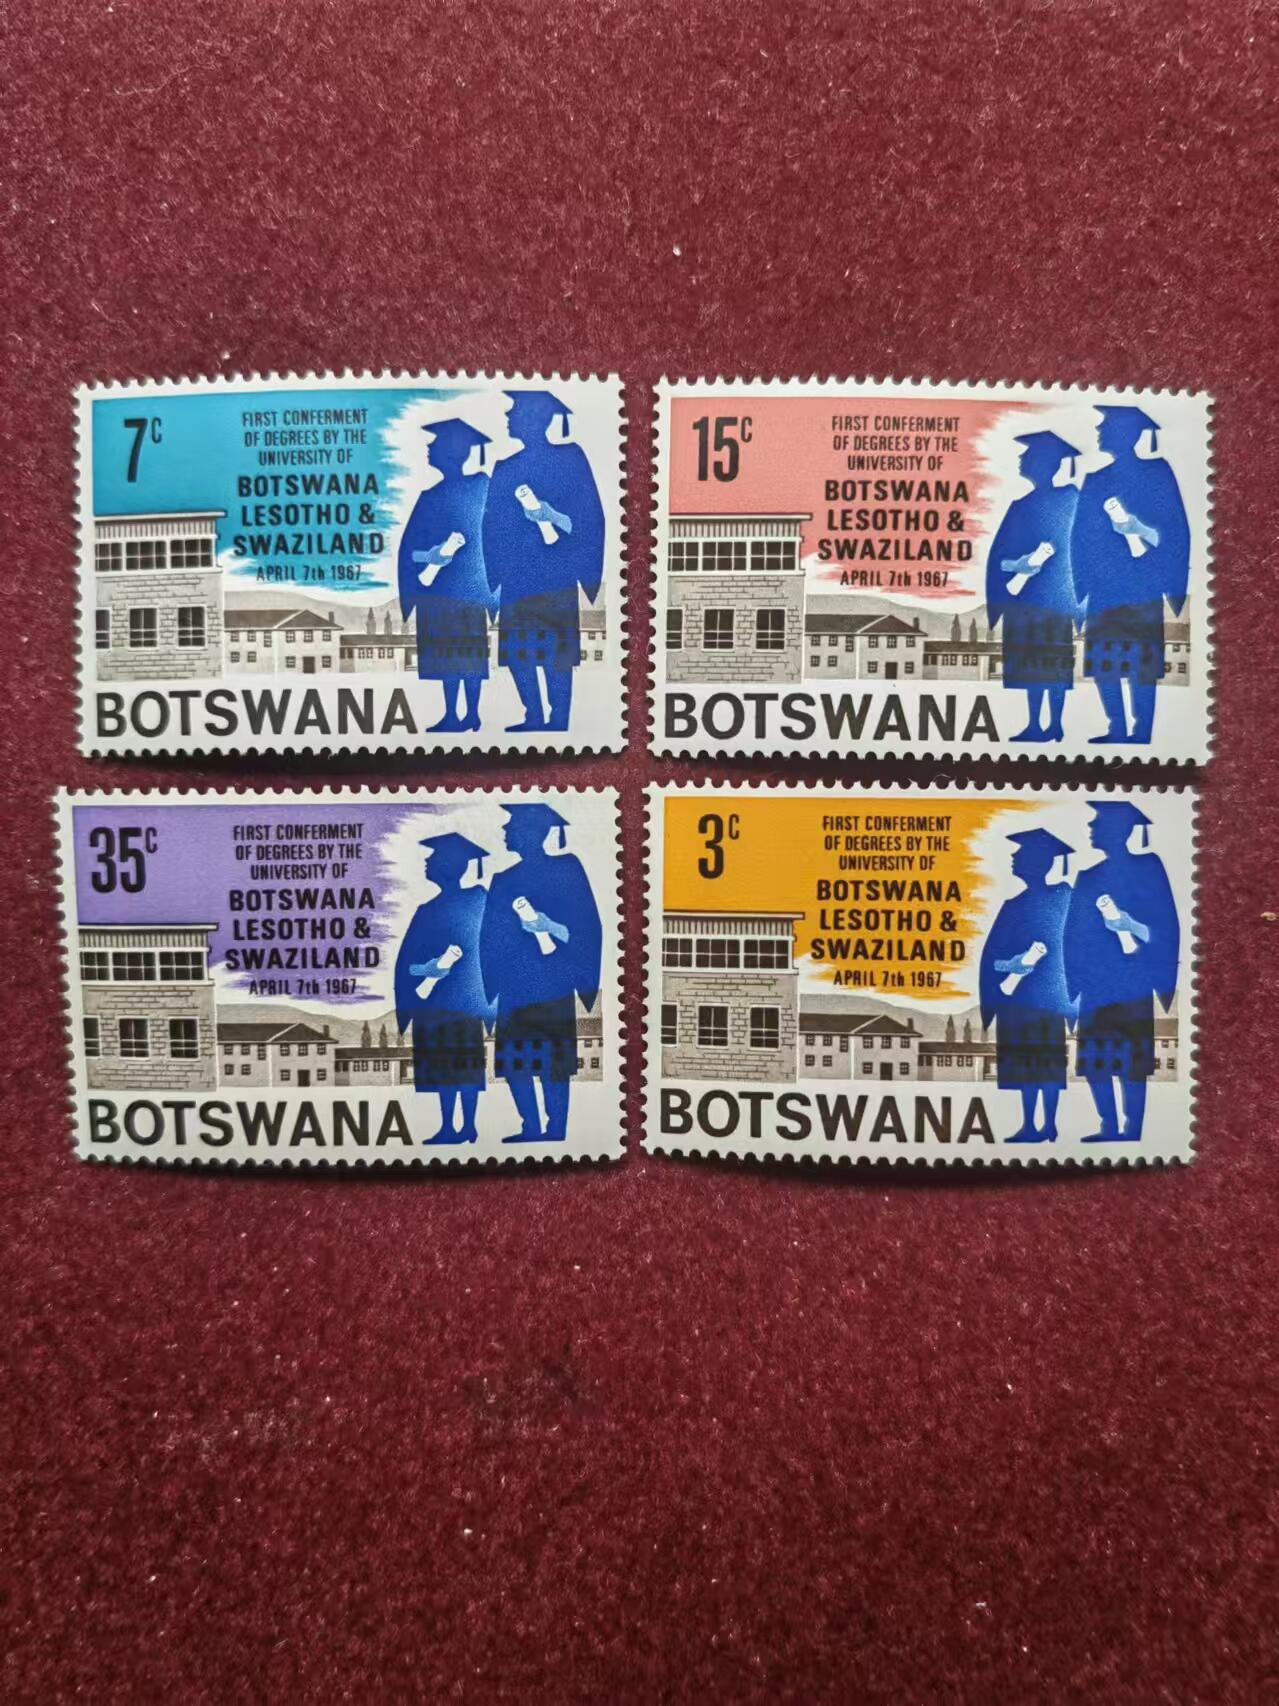 7c
FIRST CONFERMENT
OF DEGREES BY THE
UNIVERSITY OF
BOTSWANA
LESOTHO &
SWAZILAND
APRIL 7th 1967
BOTSWANA
15c
FIRST CONFERMENT
OF DEGREES BY THE
UNIVERSITY OF
BOTSWANA
LESOTHO &
SWAZILAND
APRIL 7th 1967
BOTSWANA
35c
FIRST CONFERMENT
OF DEGREES BY THE
UNIVERSITY OF
BOTSWANA
LESOTHO &
SWAZILAND
APRIL 7th 1967
BOTSWANA
3c
FIRST CONFERMENT
OF DEGREES BY THE
UNIVERSITY OF
BOTSWANA
LESOTHO &
SWAZILAND
APRIL 7th 1967
BOTSWANA